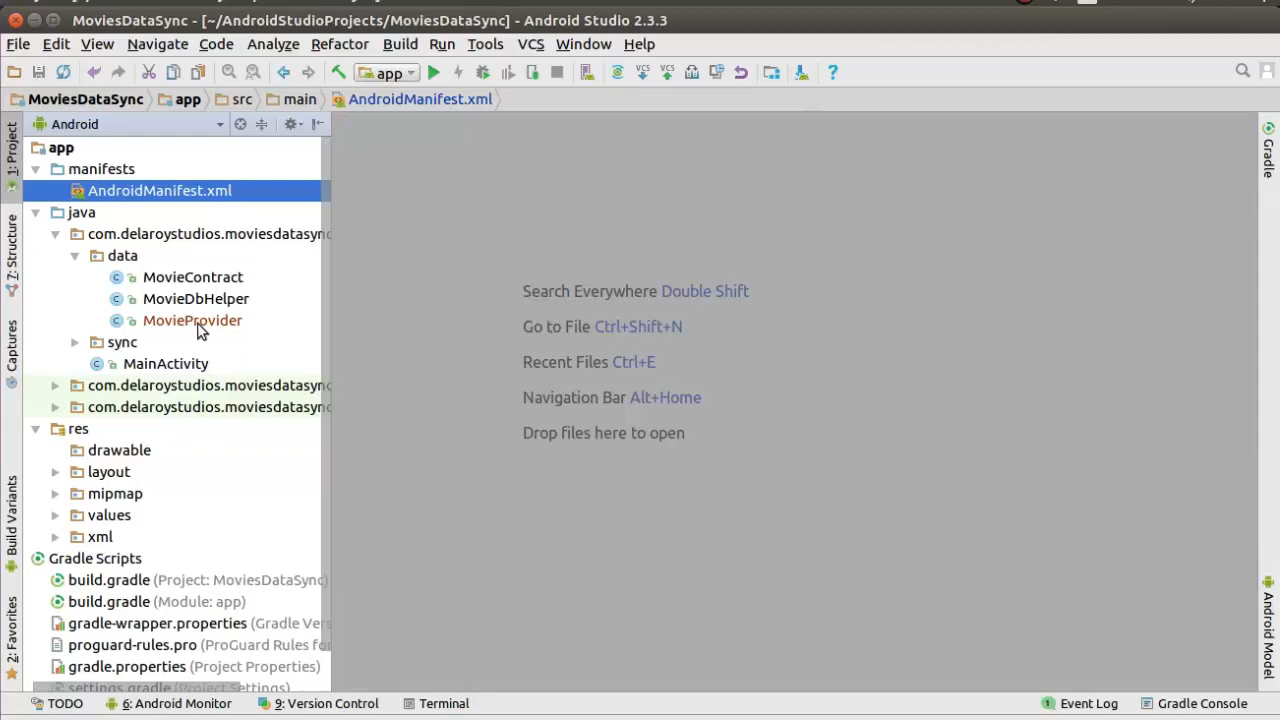 MoviesDataSync - [~/AndroidStudioProjects/MoviesDataSync] - Android Studio 2.3.3
File Edit View Navigate Code Analyze Refactor Build Run Tools VCS Window Help
app
MoviesDataSync app src main AndroidManifest.xml
Android
app
manifests
AndroidManifest.xml
java
com.delaroystudios.moviesdatasync
data
MovieContract
MovieDbHelper
MovieProvider
sync
MainActivity
com.delaroystudios.moviesdatasync
com.delaroystudios.moviesdatasync
res
drawable
layout
mipmap
values
xml
Gradle Scripts
build.gradle (Project: MoviesDataSync)
build.gradle (Module: app)
gradle-wrapper.properties (Gradle Vers
proguard-rules.pro (ProGuard Rules for
gradle.properties (Project Properties)
settings.gradle (Project Settings)
1: Project
7: Structure
Captures
Build Variants
2: Favorites
Search Everywhere Double Shift
Go to File Ctrl+Shift+N
Recent Files Ctrl+E
Navigation Bar Alt+Home
Drop files here to open
Gradle
Android Model
TODO 6: Android Monitor 9: Version Control Terminal 1 Event Log Gradle Console